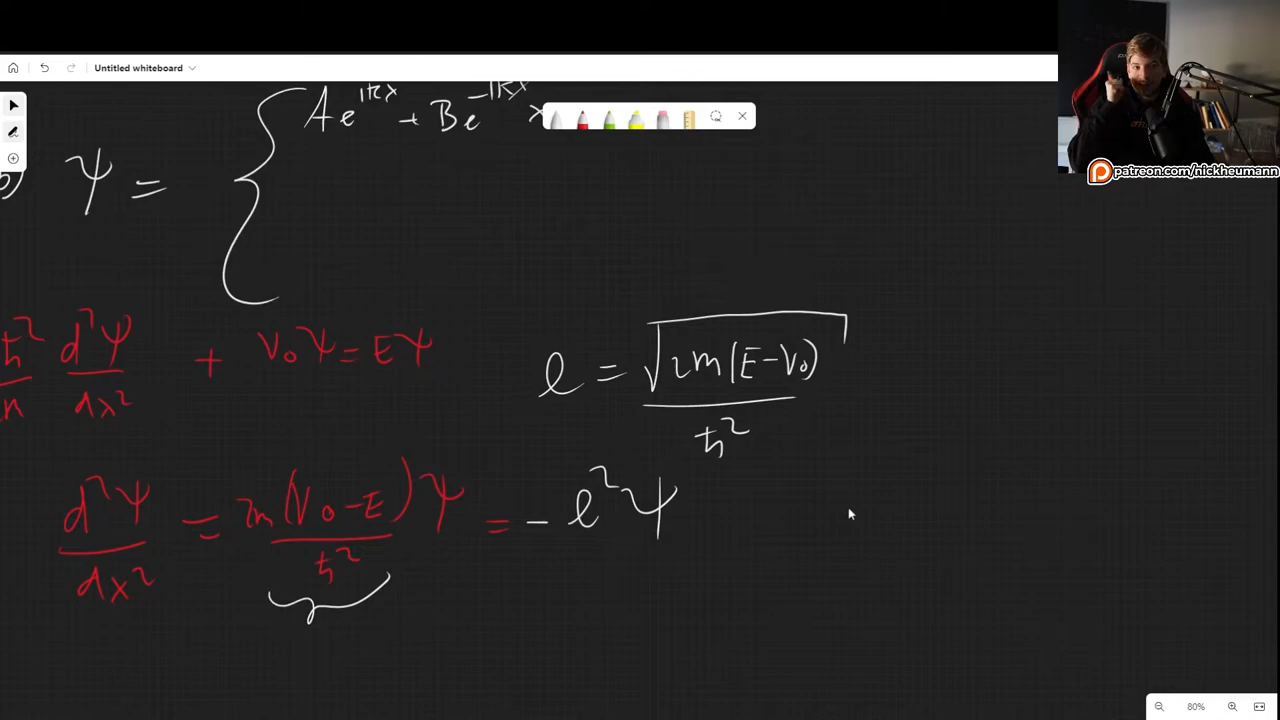 Untitled whiteboard
patreon.com/nickheumann
Ae^{ikx} + Be^{-ikx} x
ψ =
ħ² d²ψ/dx² + V₀ψ = Eψ
l = √2m(E-V₀)/ħ²
d²ψ/dx² = m(V₀-E)ψ/ħ² = -l²ψ
80%